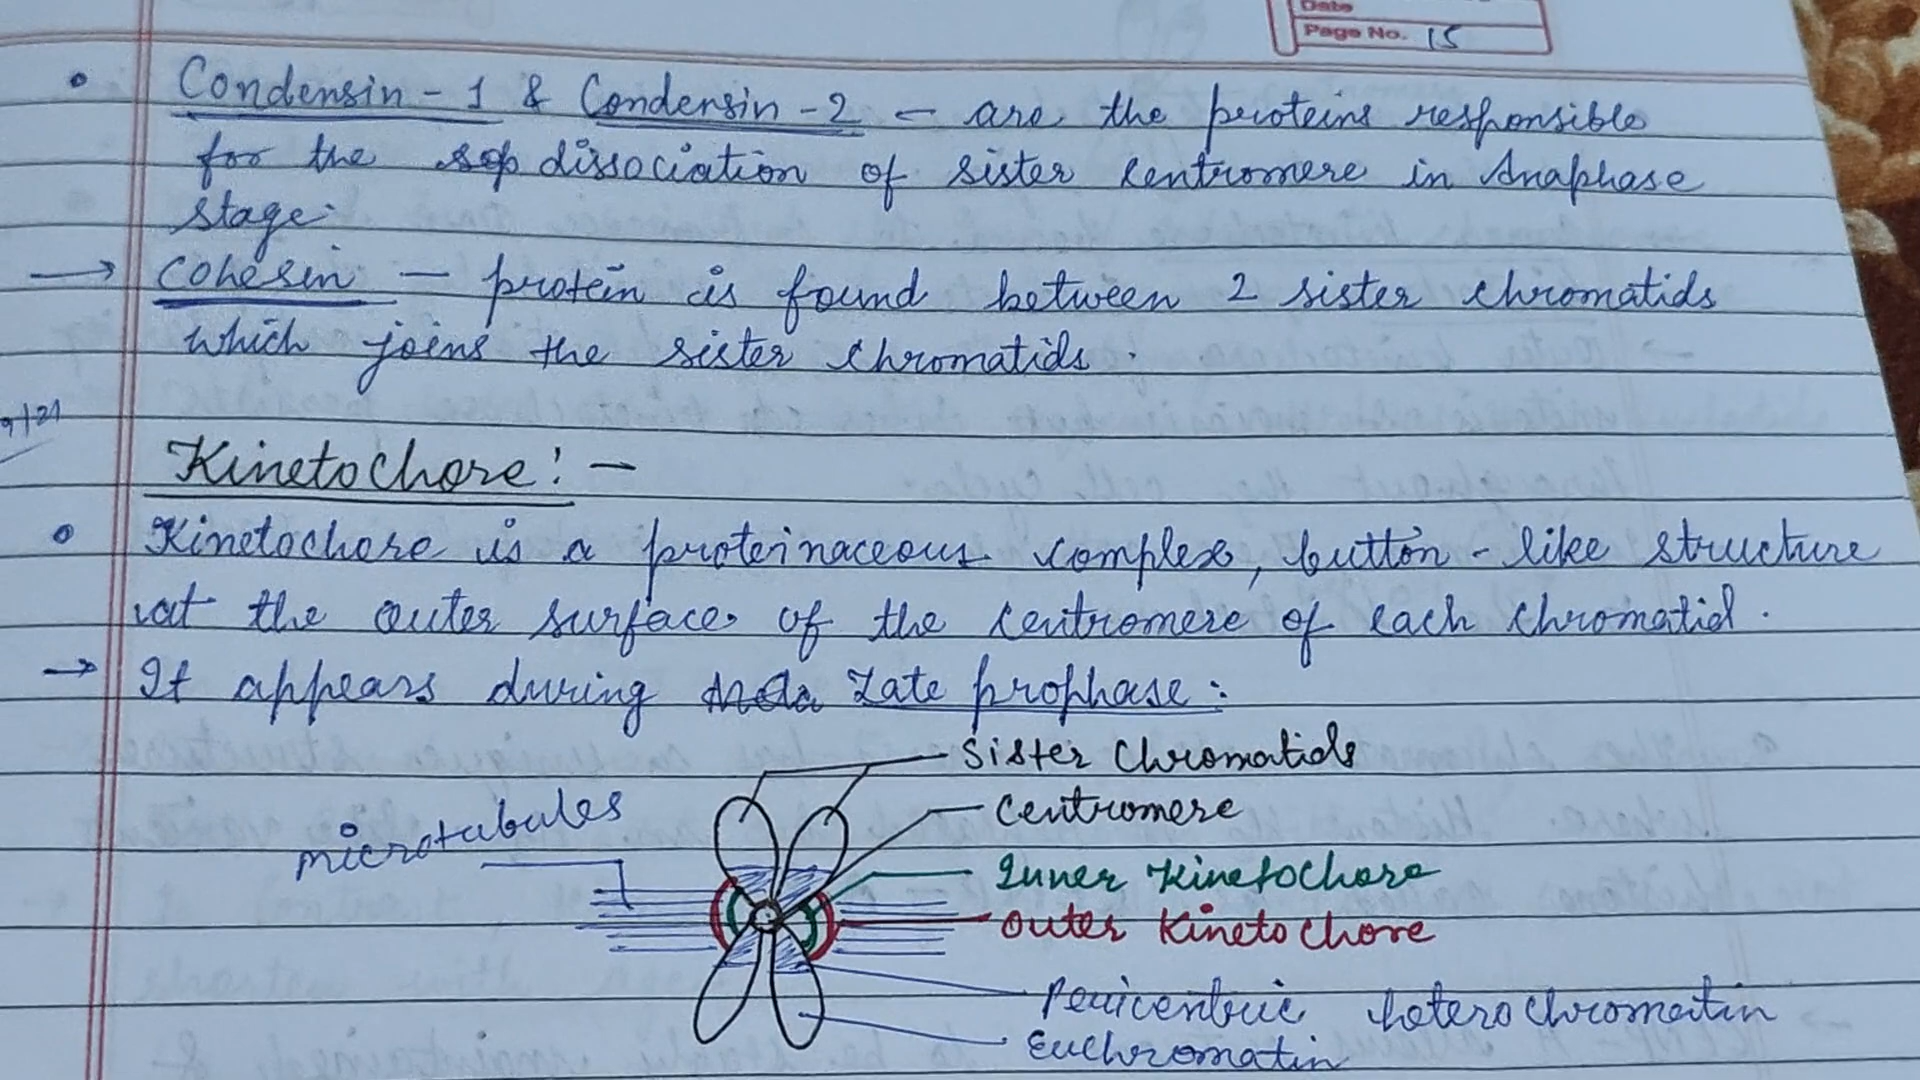 Date
Page No. 15
• Condensin - 1 & Condensin - 2 - are the proteins responsible
for the dissociation of sister centromere in Anaphase
stage.
→ Cohesin - protein is found between 2 sister chromatids
which joins the sister chromatids.
9/21
Kinetochore: -
• Kinetochore is a proteinaceous complex, button - like structure
at the outer surface of the centromere of each chromatid.
→ It appears during Late prophase:
Sister Chromatids
microtubules
Centromere
Inner Kinetochore
Outer Kinetochore
Pericentric heterochromatin
Euchromatin